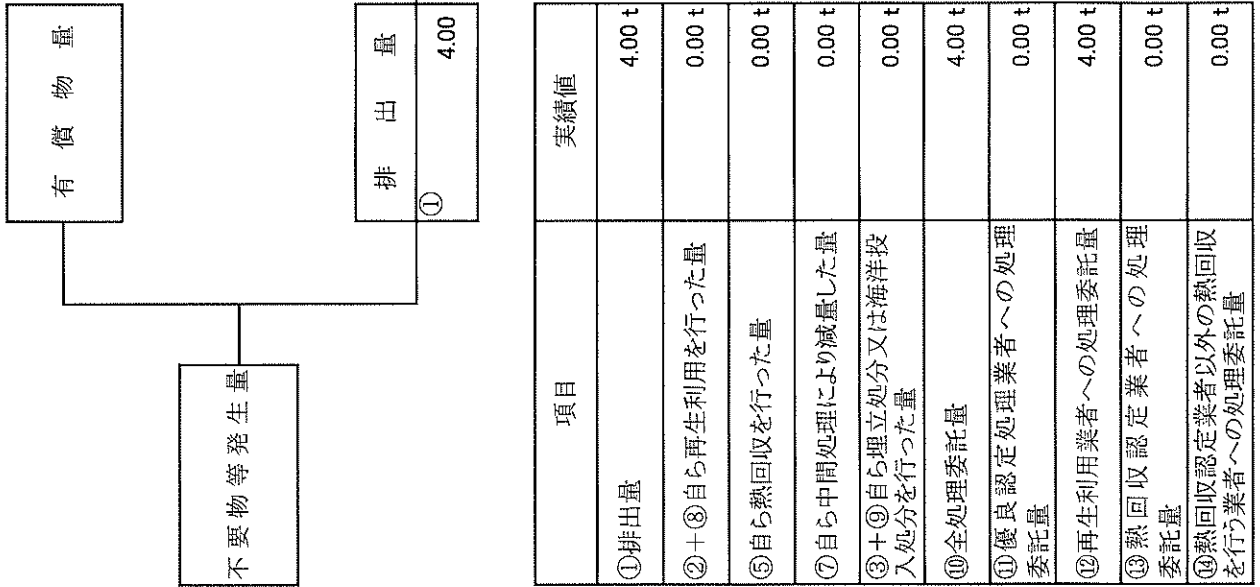 有償物量
不要物等発生量
排出量
①
4.00
項目 実績値
①排出量 4.00 t
②+⑧自ら再生利用を行った量 0.00 t
⑤自ら熱回収を行った量 0.00 t
⑦自ら中間処理により減量した量 0.00 t
③+⑨自ら埋立処分又は海洋投
入処分を行った量 0.00 t
⑩全処理委託量 4.00 t
⑪優良認定処理業者への処理
委託量 0.00 t
⑫再生利用業者への処理委託量 4.00 t
⑬熱回収認定業者への処理
委託量 0.00 t
⑭熱回収認定業者以外の熱回収
を行う業者への処理委託量 0.00 t